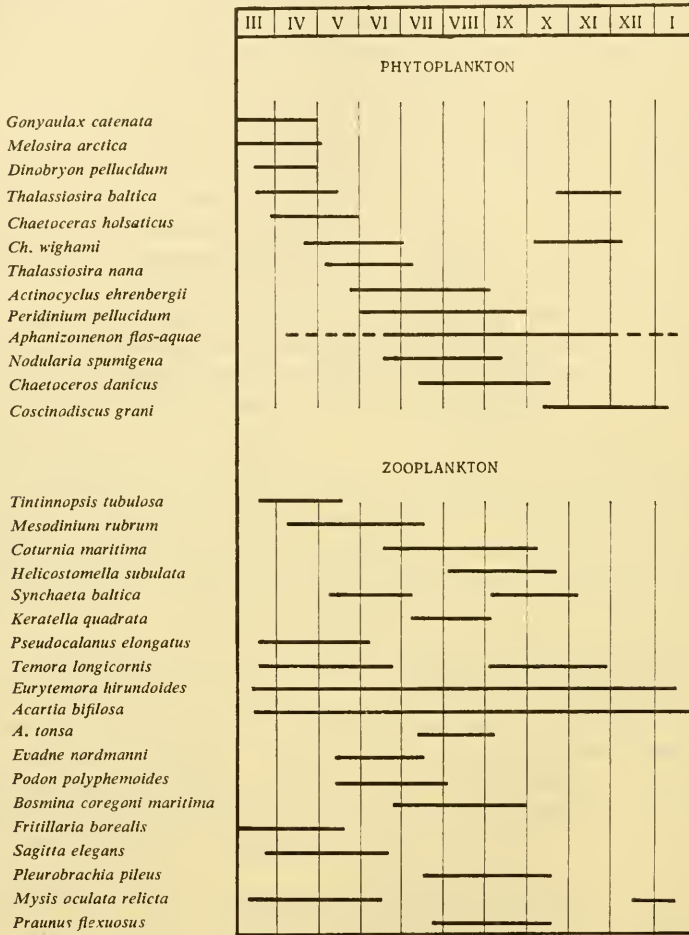 III IV V VI VII VIII IX X XI XII I
PHYTOPLANKTON
Gonyaulax catenata
Melosira arctica
Dinobryon pellucidum
Thalassiosira baltica
Chaetoceras holsaticus
Ch. wighami
Thalassiosira nana
Actinocyclus ehrenbergii
Peridinium pellucidum
Aphanizomenon flos-aquae
Nodularia spumigena
Chaetoceros danicus
Coscinodiscus grani
ZOOPLANKTON
Tintinnopsis tubulosa
Mesodinium rubrum
Coturnia maritima
Helicostomella subulata
Synchaeta baltica
Keratella quadrata
Pseudocalanus elongatus
Temora longicornis
Eurytemora hirundoides
Acartia bifilosa
A. tonsa
Evadne nordmanni
Podon polyphemoides
Bosmina coregoni maritima
Fritillaria borealis
Sagitta elegans
Pleurobrachia pileus
Mysis oculata relicta
Praunus flexuosus